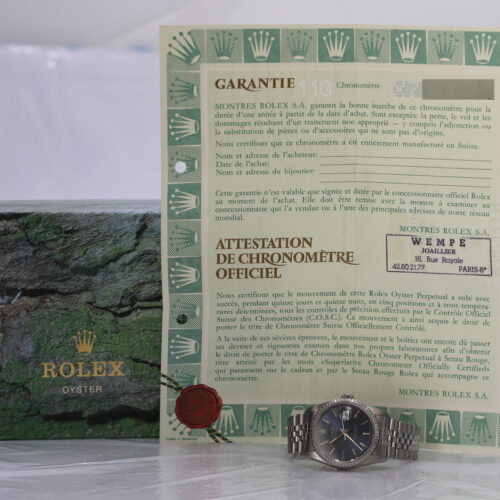 GARANTIE 110 Chronomètre
MONTRES ROLEX S.A. garantit la bonne marche de ce chronomètre pour la
durée d'une année à partir de la date d'achat. Sont exceptés: la perte, le vol et les
dommages résultant d'un traitement non approprié – y compris l'adjonction ou
la substitution de pièces ou d'accessoires qui ne sont pas d'origine.
Nous certifions que ce chronomètre a été entièrement manufacturé en Suisse.
Nom et adresse de l'acheteur:
Date de l'achat:
Nom et adresse du bijoutier:
Cette garantie n'est valable que signée et datée par le concessionnaire officiel Rolex
au moment de l'achat. Elle doit être remise avec la montre à examiner au
concessionnaire qui l'a vendue ou à l'une des principales adresses de notre réseau
mondial.
MONTRES ROLEX S.A.
WEMPE
JOAILLIER
16, Rue Royale
42.60.21.77 PARIS-8e
ATTESTATION
DE CHRONOMÈTRE
OFFICIEL
Nous certifions que le mouvement de cette Rolex Oyster Perpetual a subi avec
succès, pendant quinze jours et quinze nuits, en cinq positions et à trois tempé-
ratures déterminées, tous les contrôles de précision effectués par le Contrôle Officiel
Suisse des Chronomètres (C.O.S.C.). Ce mouvement a ainsi acquis le droit de
porter le titre de Chronomètre Suisse Officiellement Contrôlé.
A la suite de ces sévères épreuves, le mouvement et le boîtier ont encore dû passer
au dernier et rigoureux examen dans nos propres laboratoires afin d'obtenir
le droit de porter le titre de Chronomètre Rolex Oyster Perpetual à Sceau Rouge,
titre attesté par les mots «Superlative Chronometer Officially Certified»
qui paraissent sur le cadran et par le Sceau Rouge Rolex qui accompagne ce
chronomètre.
MONTRES ROLEX S.A.
ROLEX
OYSTER